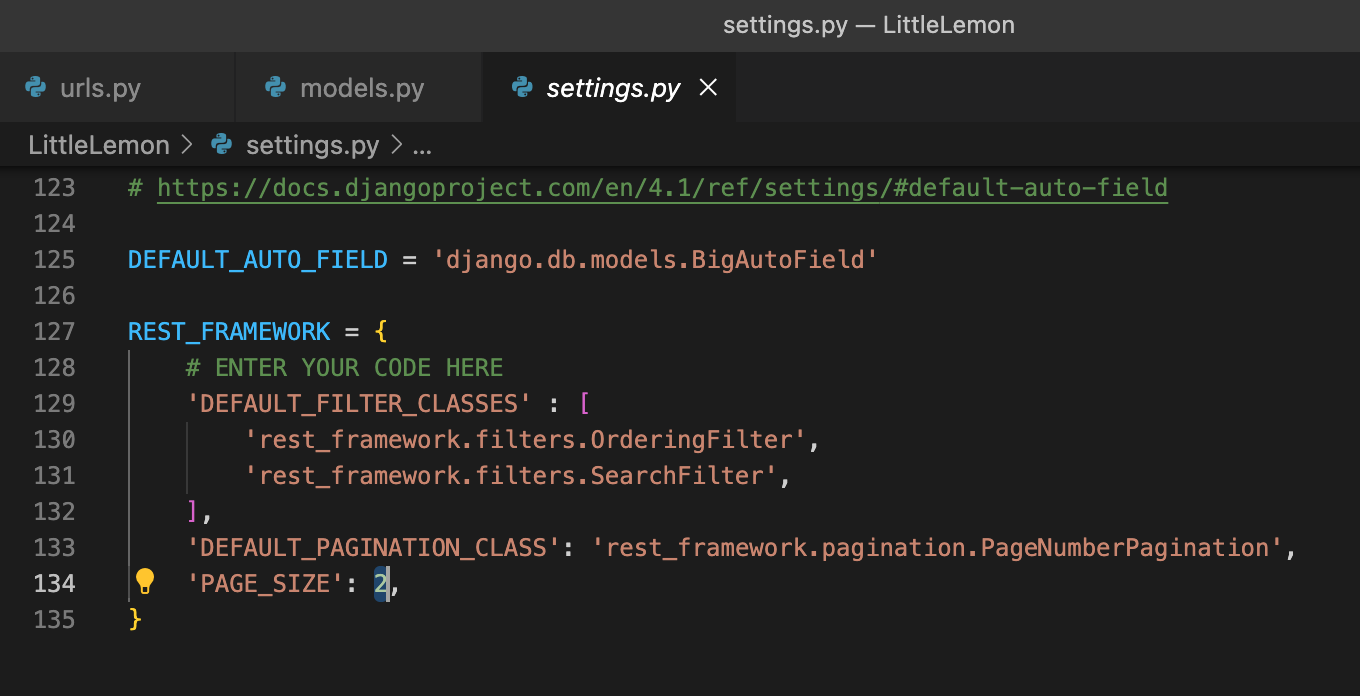 settings.py — LittleLemon
urls.py models.py settings.py ×
LittleLemon > settings.py > ...
123 # https://docs.djangoproject.com/en/4.1/ref/settings/#default-auto-field
124
125 DEFAULT_AUTO_FIELD = 'django.db.models.BigAutoField'
126
127 REST_FRAMEWORK = {
128     # ENTER YOUR CODE HERE
129     'DEFAULT_FILTER_CLASSES' : [
130         'rest_framework.filters.OrderingFilter',
131         'rest_framework.filters.SearchFilter',
132     ],
133     'DEFAULT_PAGINATION_CLASS': 'rest_framework.pagination.PageNumberPagination',
134     'PAGE_SIZE': 2,
135 }